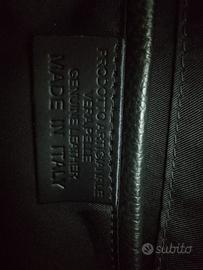 PRODOTTO ARTIGIANALE
VERA PELLE
GENUINE LEATHER
MADE IN ITALY
subito